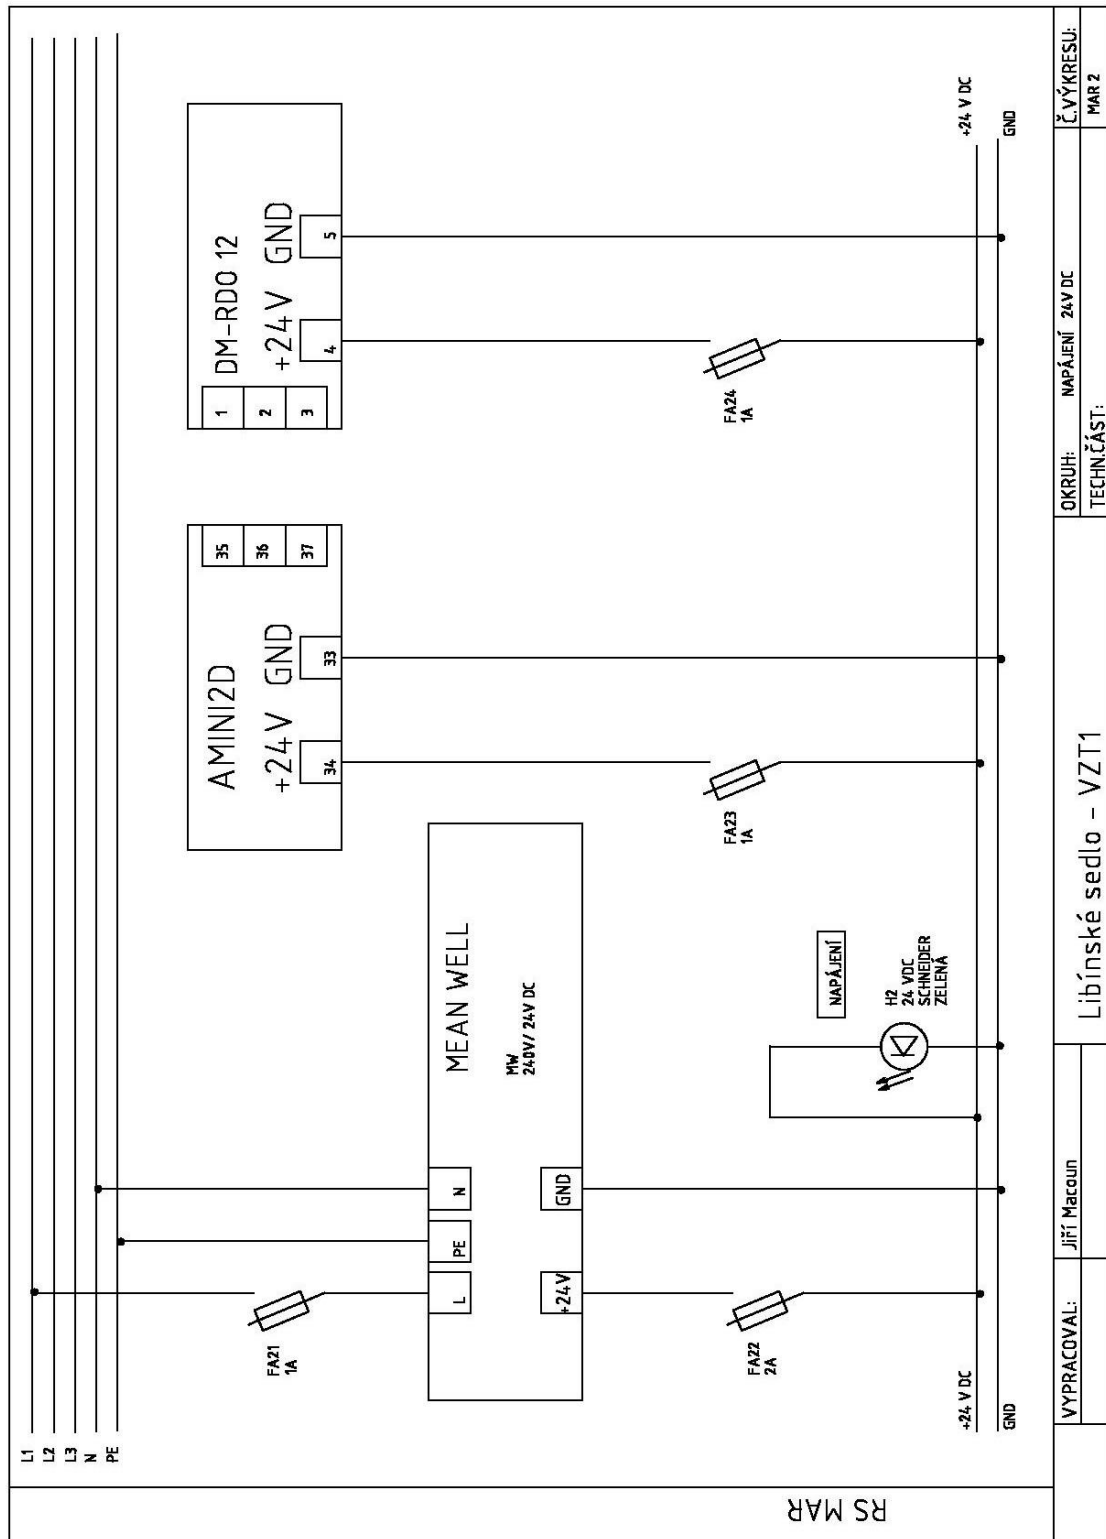 L1
L2
L3
N
PE
RS MAR
FA21
1A
L
PE
N
MEAN WELL
MW
240V/ 24V DC
+24V
GND
FA22
2A
AMINI2D
+24V GND
34
33
35
36
37
DM-RDO 12
+24V GND
1
2
3
4
5
FA23
1A
FA24
1A
NAPÁJENÍ
H2
24 VDC
SCHNEIDER
ZELENÁ
+24 V DC
GND
+24 V DC
GND
VYPRACOVAL:
Jiří Macoun
Libínské sedlo - VZT1
OKRUH:
NAPÁJENÍ 24V DC
TECHN.ČÁST:
Č.VÝKRESU:
MAR 2